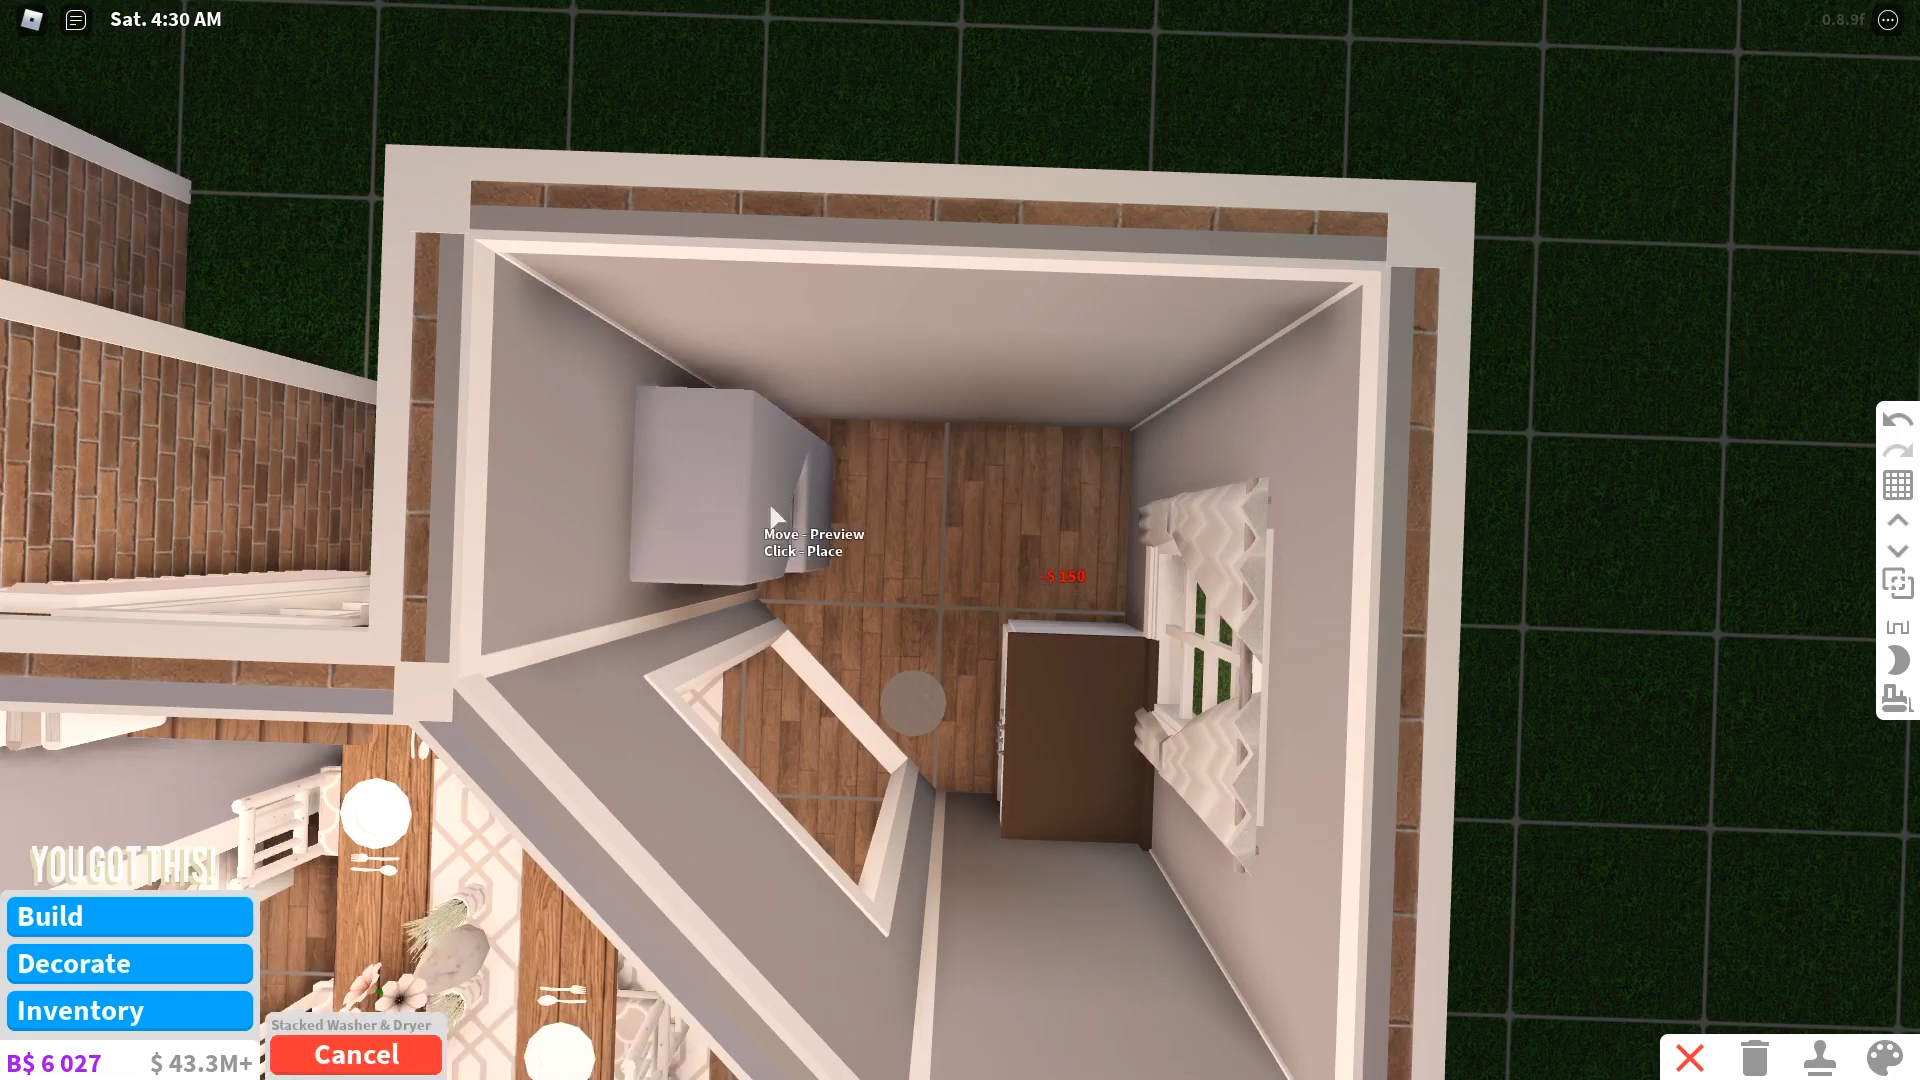 Sat. 4:30 AM
0.8.9f
Move - Preview
Click - Place
-$ 150
YOU GOT THIS!
Build
Decorate
Inventory
Stacked Washer & Dryer
Cancel
B$ 6 027
$ 43.3M+